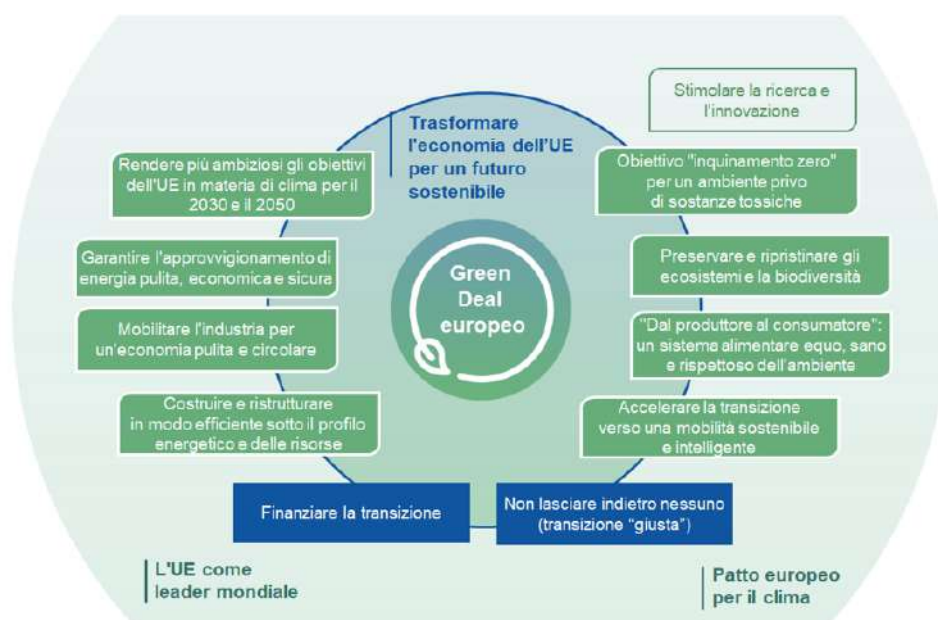 Stimolare la ricerca e
l'innovazione
Trasformare
l'economia dell'UE
per un futuro
sostenibile
Rendere più ambiziosi gli obiettivi
dell'UE in materia di clima per il
2030 e il 2050
Garantire l'approvvigionamento di
energia pulita, economica e sicura
Mobilitare l'industria per
un'economia pulita e circolare
Costruire e ristrutturare
in modo efficiente sotto il profilo
energetico e delle risorse
Green
Deal
europeo
Obiettivo "inquinamento zero"
per un ambiente privo
di sostanze tossiche
Preservare e ripristinare gli
ecosistemi e la biodiversità
"Dal produttore al consumatore":
un sistema alimentare equo, sano
e rispettoso dell'ambiente
Accelerare la transizione
verso una mobilità sostenibile
e intelligente
Finanziare la transizione
Non lasciare indietro nessuno
(transizione "giusta")
L'UE come
leader mondiale
Patto europeo
per il clima